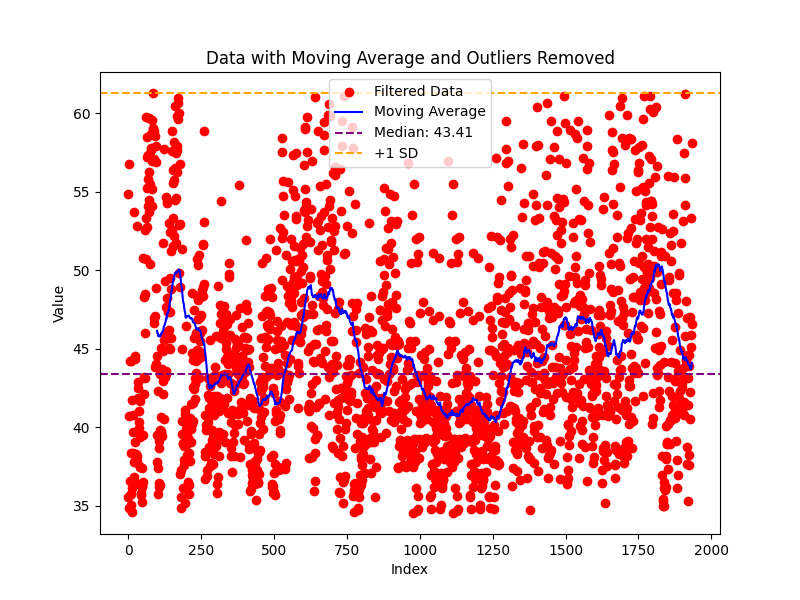 Data with Moving Average and Outliers Removed
Filtered Data
Moving Average
Median: 43.41
+1 SD
Value
60
55
50
45
40
35
0
250
500
750
1000
1250
1500
1750
2000
Index